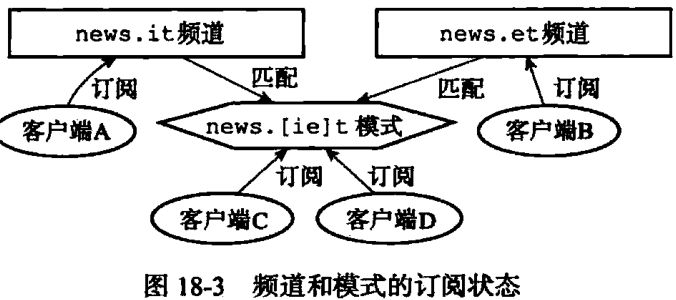 news.it频道 news.et频道
订阅 匹配 匹配 订阅
客户端A news.[ie]t 模式 客户端B
订阅 订阅
客户端C 客户端D
图 18-3 频道和模式的订阅状态